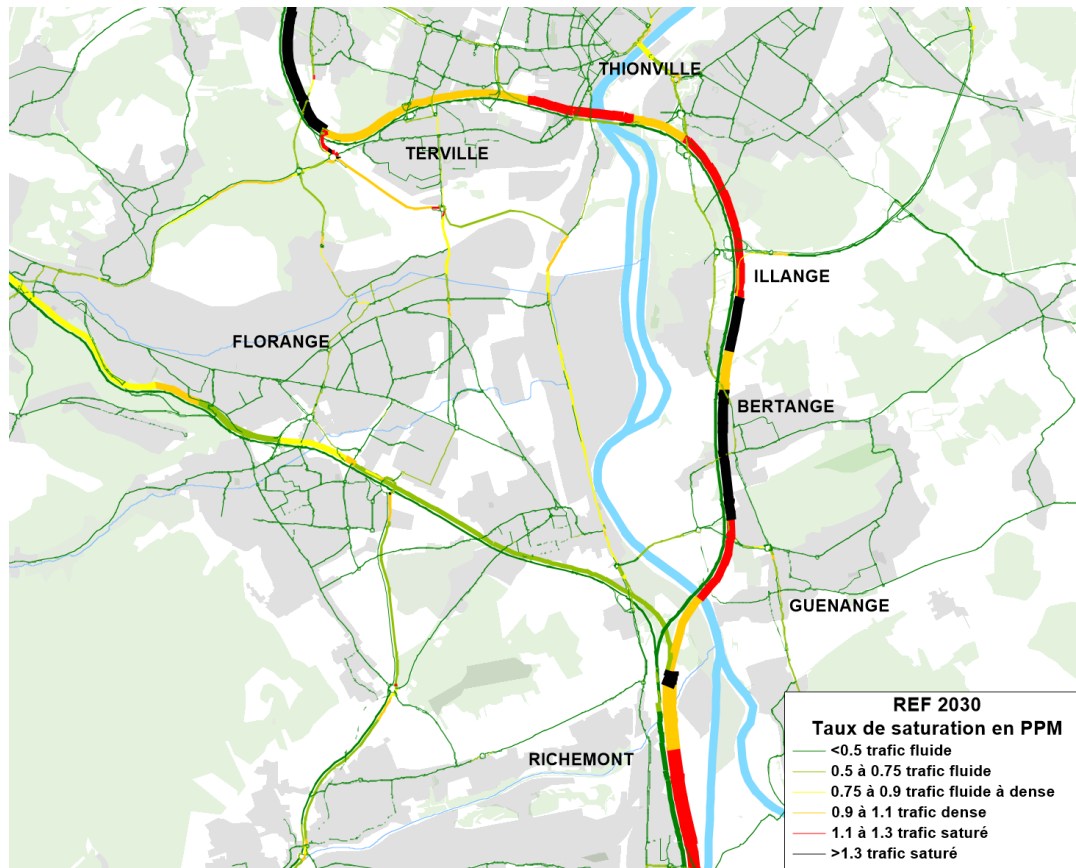 THIONVILLE
TERVILLE
ILLANGE
FLORANGE
BERTANGE
GUENANGE
RICHEMONT
REF 2030
Taux de saturation en PPM
<0.5 trafic fluide
0.5 à 0.75 trafic fluide
0.75 à 0.9 trafic fluide à dense
0.9 à 1.1 trafic dense
1.1 à 1.3 trafic saturé
>1.3 trafic saturé